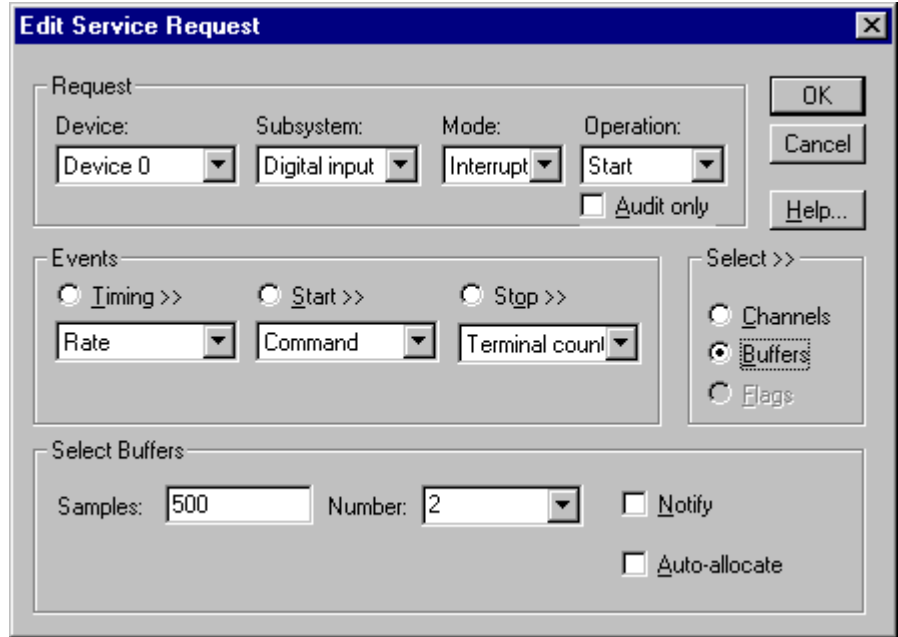 Edit Service Request
Request
OK
Device: Subsystem: Mode: Operation:
Device 0 Digital input Interrupt Start
Cancel
Audit only
Help...
Events
Select >>
Timing >> Start >> Stop >>
Channels
Rate Command Terminal count
Buffers
Flags
Select Buffers
Samples: 500 Number: 2 Notify
Auto-allocate